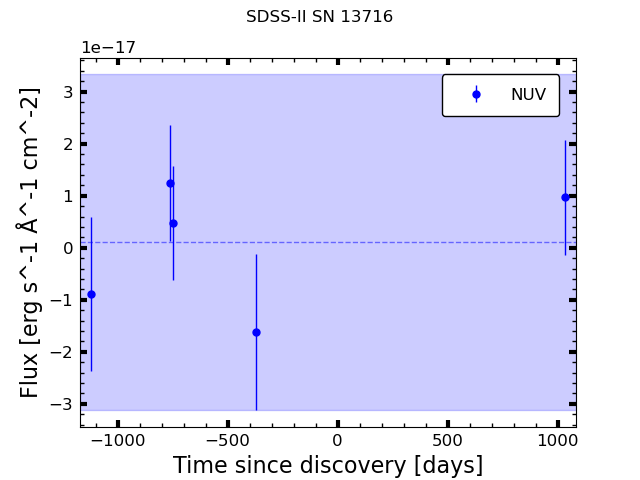 SDSS-II SN 13716
1e−17
NUV
3
2
1
0
−1
−2
−3
Flux [erg s^-1 Å^-1 cm^-2]
−1000 −500 0 500 1000
Time since discovery [days]